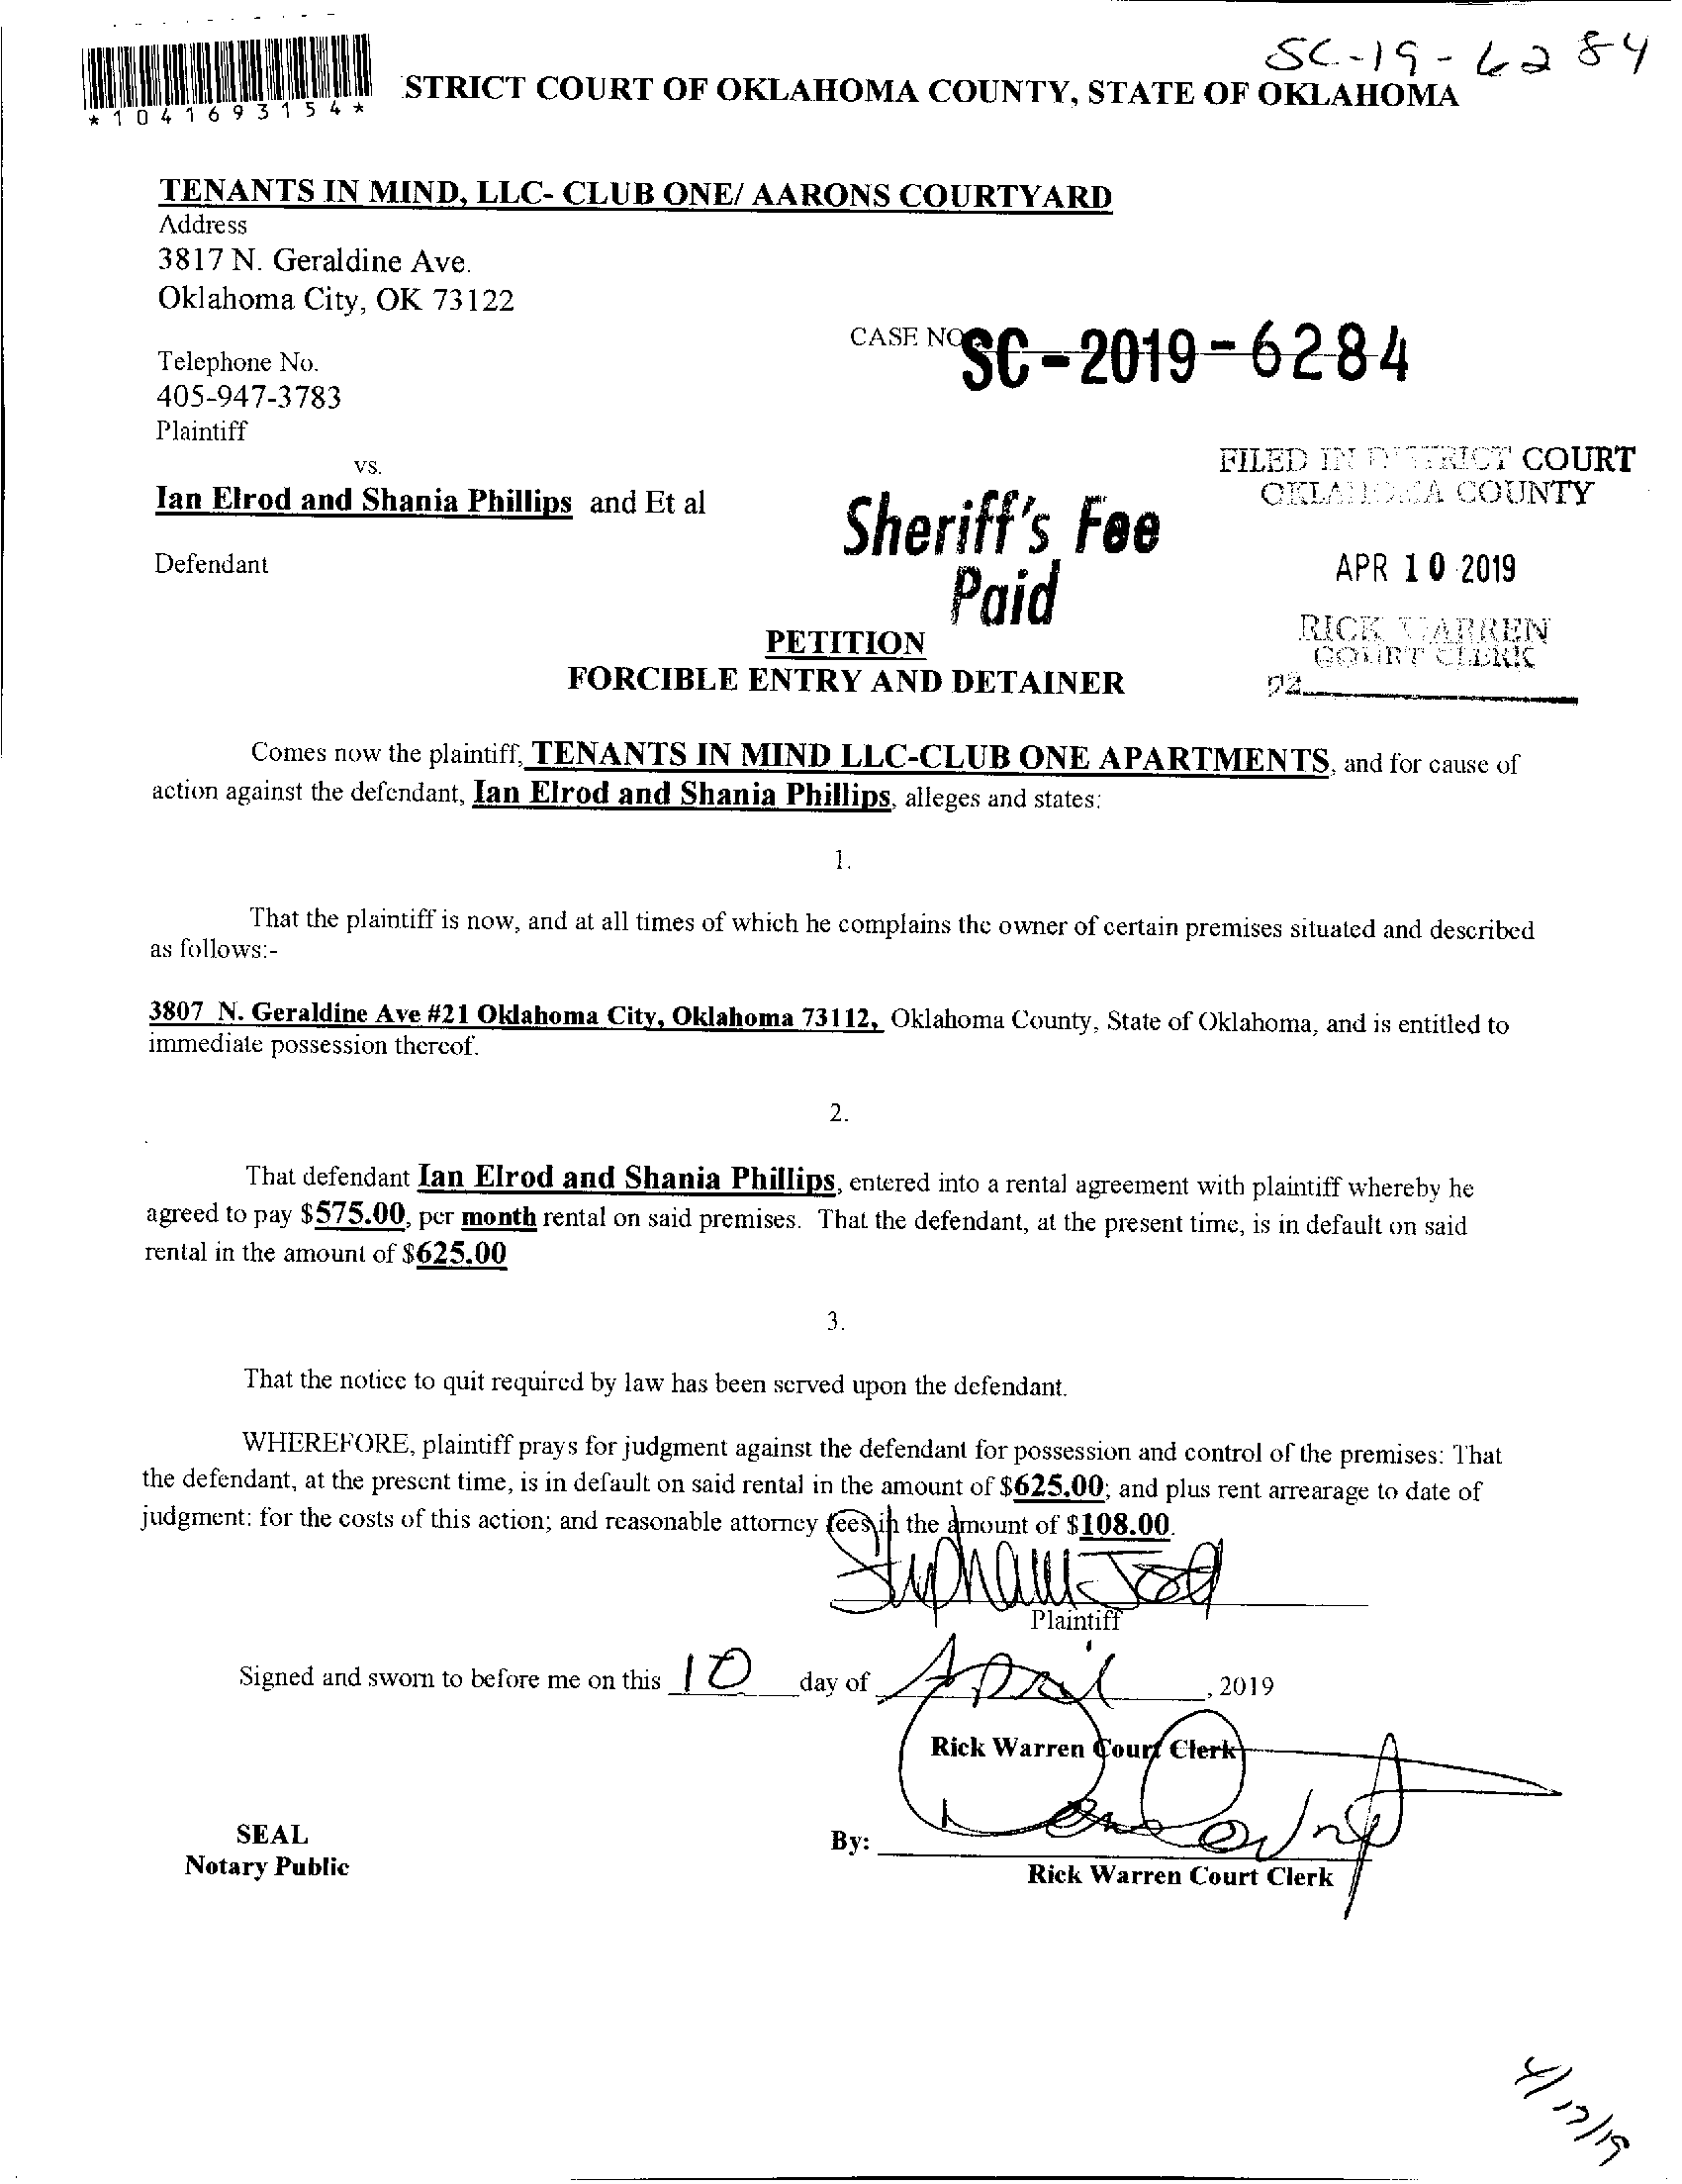 SC-19-6284
STRICT COURT OF OKLAHOMA COUNTY, STATE OF OKLAHOMA
*1041693154*
TENANTS IN MIND, LLC- CLUB ONE/ AARONS COURTYARD
Address
3817 N. Geraldine Ave.
Oklahoma City, OK 73122
CASE NO SC-2019-6284
Telephone No.
405-947-3783
Plaintiff
vs.
FILED IN DISTRICT COURT
OKLAHOMA COUNTY
Ian Elrod and Shania Phillips and Et al
Sheriff's Fee
Paid
Defendant
APR 10 2019
RICK WARREN
COURT CLERK
PETITION
FORCIBLE ENTRY AND DETAINER
Comes now the plaintiff, TENANTS IN MIND LLC-CLUB ONE APARTMENTS, and for cause of
action against the defendant, Ian Elrod and Shania Phillips, alleges and states:
1.
That the plaintiff is now, and at all times of which he complains the owner of certain premises situated and described
as follows:-
3807 N. Geraldine Ave #21 Oklahoma City, Oklahoma 73112, Oklahoma County, State of Oklahoma, and is entitled to
immediate possession thereof.
2.
That defendant Ian Elrod and Shania Phillips, entered into a rental agreement with plaintiff whereby he
agreed to pay $575.00, per month rental on said premises. That the defendant, at the present time, is in default on said
rental in the amount of $625.00
3.
That the notice to quit required by law has been served upon the defendant.
WHEREFORE, plaintiff prays for judgment against the defendant for possession and control of the premises: That
the defendant, at the present time, is in default on said rental in the amount of $625.00; and plus rent arrearage to date of
judgment: for the costs of this action; and reasonable attorney fees in the amount of $108.00.
Plaintiff
Signed and sworn to before me on this 10 day of April, 2019
Rick Warren Court Clerk
SEAL
Notary Public
By:
Rick Warren Court Clerk
4/17/19